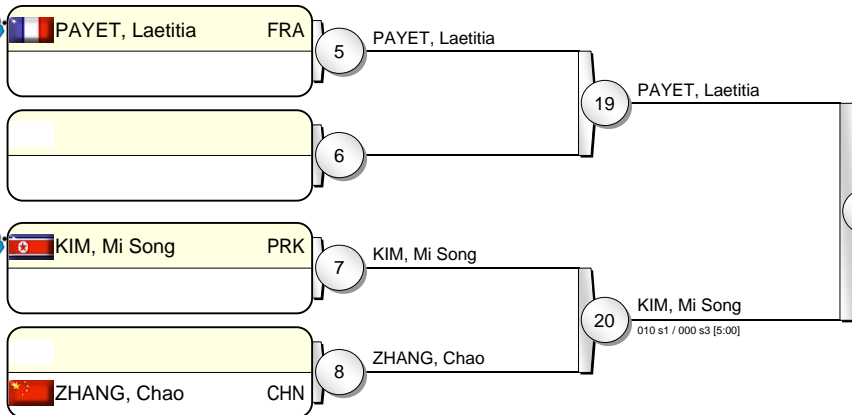 PAYET, Laetitia FRA
5
PAYET, Laetitia
19
PAYET, Laetitia
6
KIM, Mi Song PRK
7
KIM, Mi Song
20
KIM, Mi Song
010 s1 / 000 s3 [5:00]
8
ZHANG, Chao
ZHANG, Chao CHN